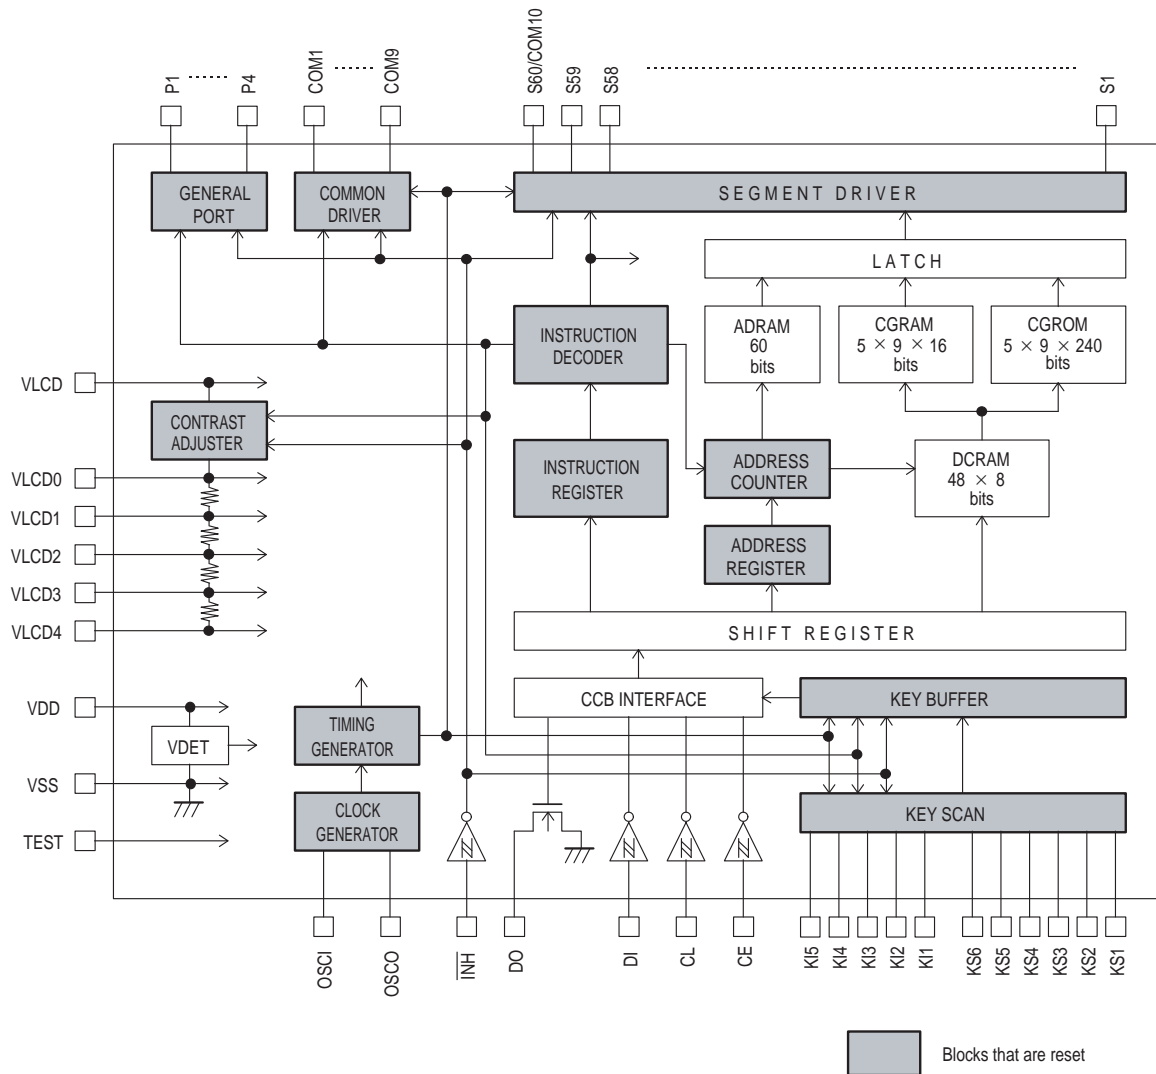 P1
P4
COM1
COM9
S60/COM10
S59
S58
S1
GENERAL
PORT
COMMON
DRIVER
SEGMENT DRIVER
LATCH
INSTRUCTION
DECODER
ADRAM
60
bits
CGRAM
5 × 9 × 16
bits
CGROM
5 × 9 × 240
bits
VLCD
CONTRAST
ADJUSTER
INSTRUCTION
REGISTER
ADDRESS
COUNTER
DCRAM
48 × 8
bits
VLCD0
VLCD1
VLCD2
VLCD3
VLCD4
ADDRESS
REGISTER
SHIFT REGISTER
CCB INTERFACE
KEY BUFFER
VDD
VDET
VSS
TEST
TIMING
GENERATOR
CLOCK
GENERATOR
KEY SCAN
OSCI
OSCO
INH
DO
DI
CL
CE
KI5
KI4
KI3
KI2
KI1
KS6
KS5
KS4
KS3
KS2
KS1
Blocks that are reset